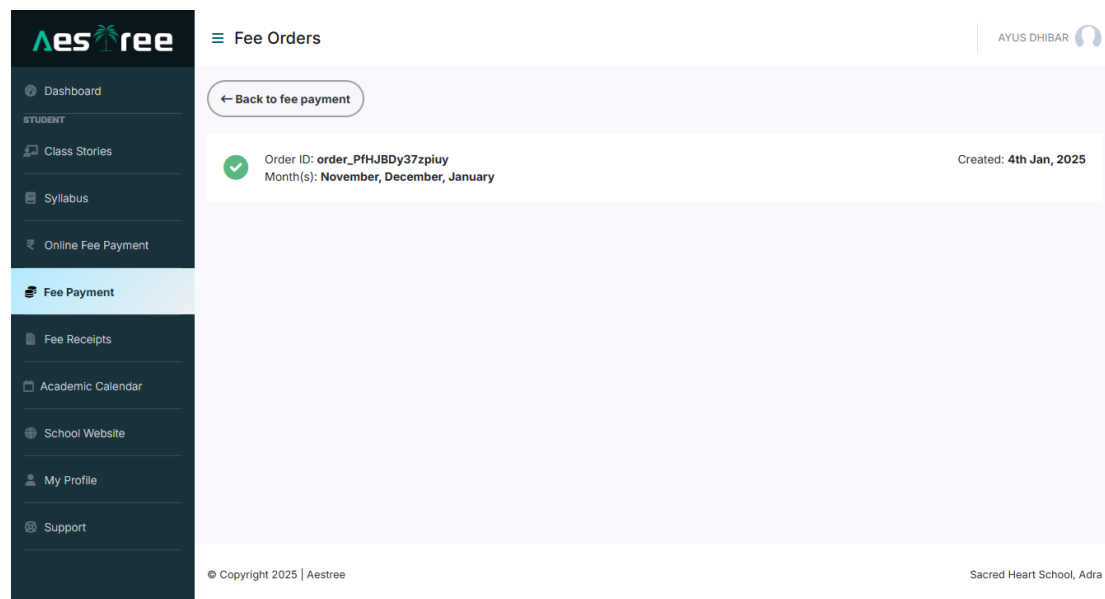 Aestree
Fee Orders
AYUS DHIBAR
Dashboard
STUDENT
Class Stories
Syllabus
₹ Online Fee Payment
Fee Payment
Fee Receipts
Academic Calendar
School Website
My Profile
Support
← Back to fee payment
Order ID: order_PfHJBDy37zpiuy
Month(s): November, December, January
Created: 4th Jan, 2025
© Copyright 2025 | Aestree
Sacred Heart School, Adra